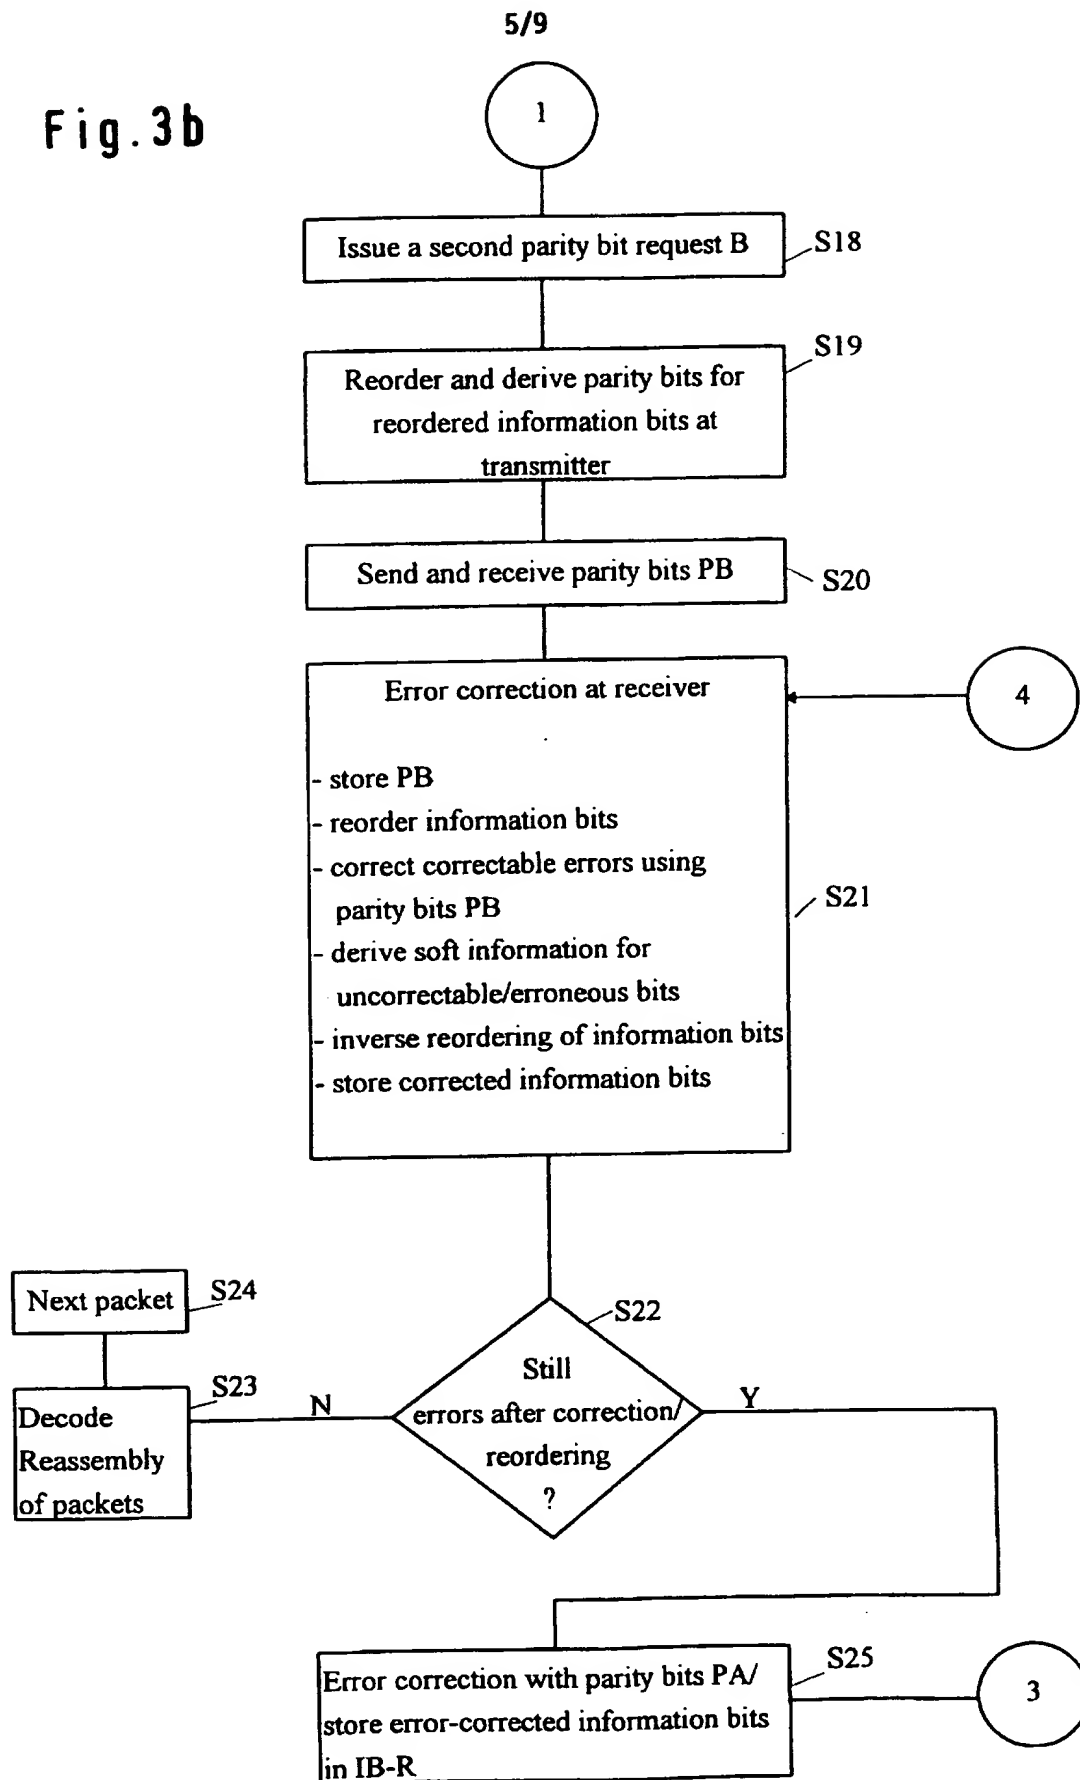 5/9
Fig. 3b
1
Issue a second parity bit request B
S18
S19
Reorder and derive parity bits for
reordered information bits at
transmitter
Send and receive parity bits PB
S20
Error correction at receiver
4
- store PB
- reorder information bits
- correct correctable errors using
parity bits PB
S21
- derive soft information for
uncorrectable/erroneous bits
- inverse reordering of information bits
- store corrected information bits
Next packet
S24
S22
Still
errors after correction/
reordering
?
S23
N
Y
Decode
Reassembly
of packets
S25
Error correction with parity bits PA/
store error-corrected information bits
in IB-R
3